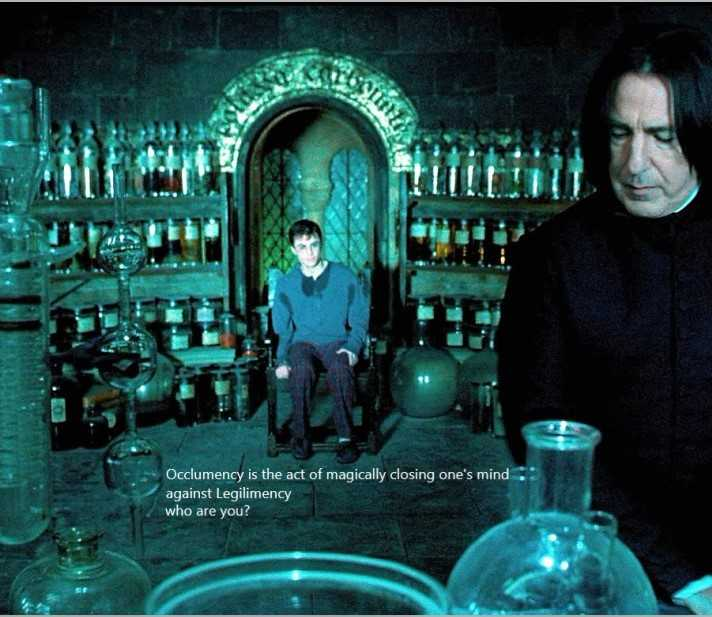 Occlumency is the act of magically closing one's mind
against Legilimency
who are you?